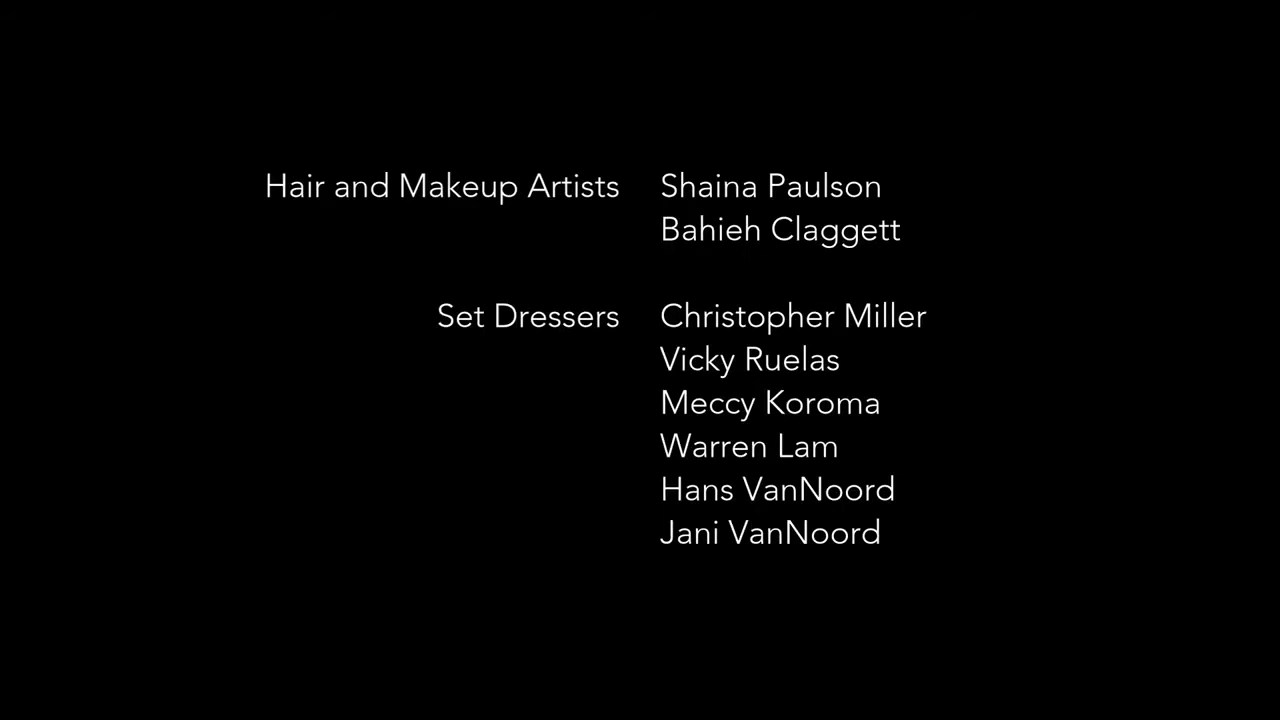 Hair and Makeup Artists Shaina Paulson
Bahieh Claggett
Set Dressers Christopher Miller
Vicky Ruelas
Meccy Koroma
Warren Lam
Hans VanNoord
Jani VanNoord